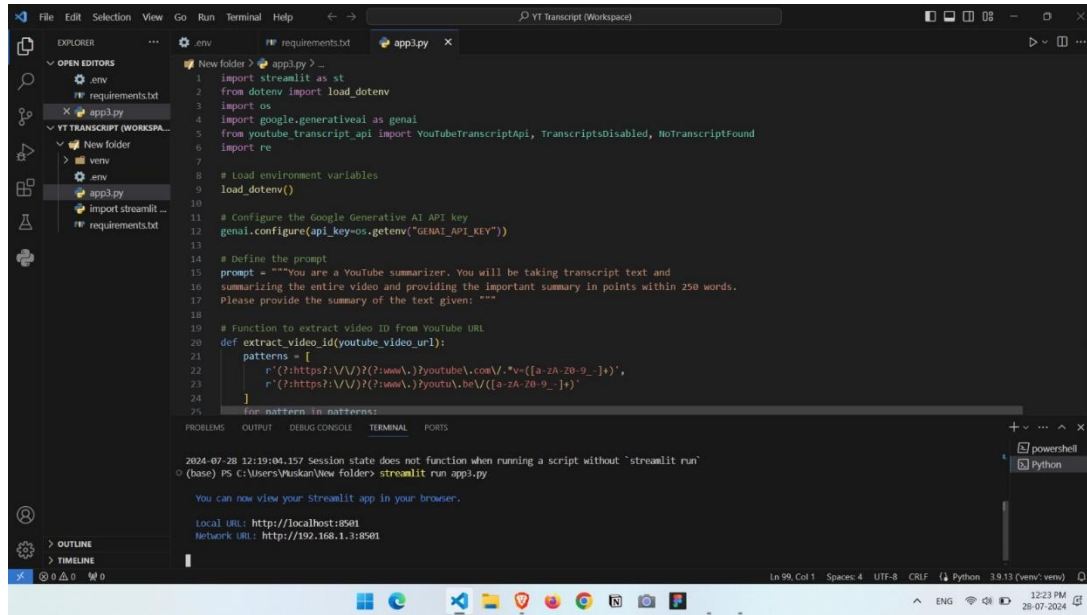 File Edit Selection View Go Run Terminal Help
YT Transcript (Workspace)
EXPLORER
OPEN EDITORS
.env
requirements.txt
app3.py
YT TRANSCRIPT (WORKSPA...
New folder
venv
.env
app3.py
import streamlit ...
requirements.txt
OUTLINE
TIMELINE
.env requirements.txt app3.py
New folder > app3.py > ...
1 import streamlit as st
2 from dotenv import load_dotenv
3 import os
4 import google.generativeai as genai
5 from youtube_transcript_api import YouTubeTranscriptApi, TranscriptsDisabled, NoTranscriptFound
6 import re
7
8 # Load environment variables
9 load_dotenv()
10
11 # Configure the Google Generative AI API key
12 genai.configure(api_key=os.getenv("GENAI_API_KEY"))
13
14 # Define the prompt
15 prompt = """You are a YouTube summarizer. You will be taking transcript text and
16 summarizing the entire video and providing the important summary in points within 250 words.
17 Please provide the summary of the text given: """
18
19 # Function to extract video ID from YouTube URL
20 def extract_video_id(youtube_video_url):
21 patterns = [
22 r'(?:https?:\/\/)?(?:www\.)?youtube\.com\/.*v=([a-zA-Z0-9_-]+)',
23 r'(?:https?:\/\/)?(?:www\.)?youtu\.be\/([a-zA-Z0-9_-]+)'
24 ]
25 for pattern in patterns:
PROBLEMS OUTPUT DEBUG CONSOLE TERMINAL PORTS
powershell
Python
2024-07-28 12:19:04.157 Session state does not function when running a script without `streamlit run`
(base) PS C:\Users\Muskan\New folder> streamlit run app3.py
You can now view your Streamlit app in your browser.
Local URL: http://localhost:8501
Network URL: http://192.168.1.3:8501
0 0 0 Ln 99, Col 1 Spaces: 4 UTF-8 CRLF Python 3.9.13 ('venv': venv)
ENG 12:23 PM
28-07-2024